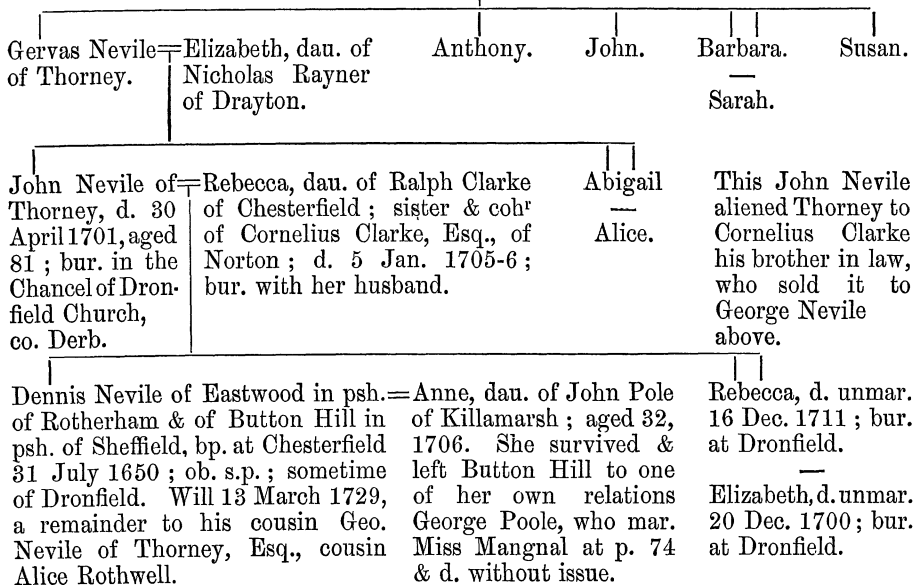 Gervas Nevile
of Thorney.
Elizabeth, dau. of
Nicholas Rayner
of Drayton.
Anthony.
John.
Barbara.
—
Sarah.
Susan.
John Nevile of
Thorney, d. 30
April 1701, aged
81 ; bur. in the
Chancel of Dron-
field Church,
co. Derb.
Rebecca, dau. of Ralph Clarke
of Chesterfield ; sister & cohr
of Cornelius Clarke, Esq., of
Norton ; d. 5 Jan. 1705-6 ;
bur. with her husband.
Abigail
—
Alice.
This John Nevile
aliened Thorney to
Cornelius Clarke
his brother in law,
who sold it to
George Nevile
above.
Dennis Nevile of Eastwood in psh.
of Rotherham & of Button Hill in
psh. of Sheffield, bp. at Chesterfield
31 July 1650 ; ob. s.p. ; sometime
of Dronfield. Will 13 March 1729,
a remainder to his cousin Geo.
Nevile of Thorney, Esq., cousin
Alice Rothwell.
=
Anne, dau. of John Pole
of Killamarsh ; aged 32,
1706. She survived &
left Button Hill to one
of her own relations
George Poole, who mar.
Miss Mangnal at p. 74
& d. without issue.
Rebecca, d. unmar.
16 Dec. 1711 ; bur.
at Dronfield.
—
Elizabeth, d. unmar.
20 Dec. 1700 ; bur.
at Dronfield.